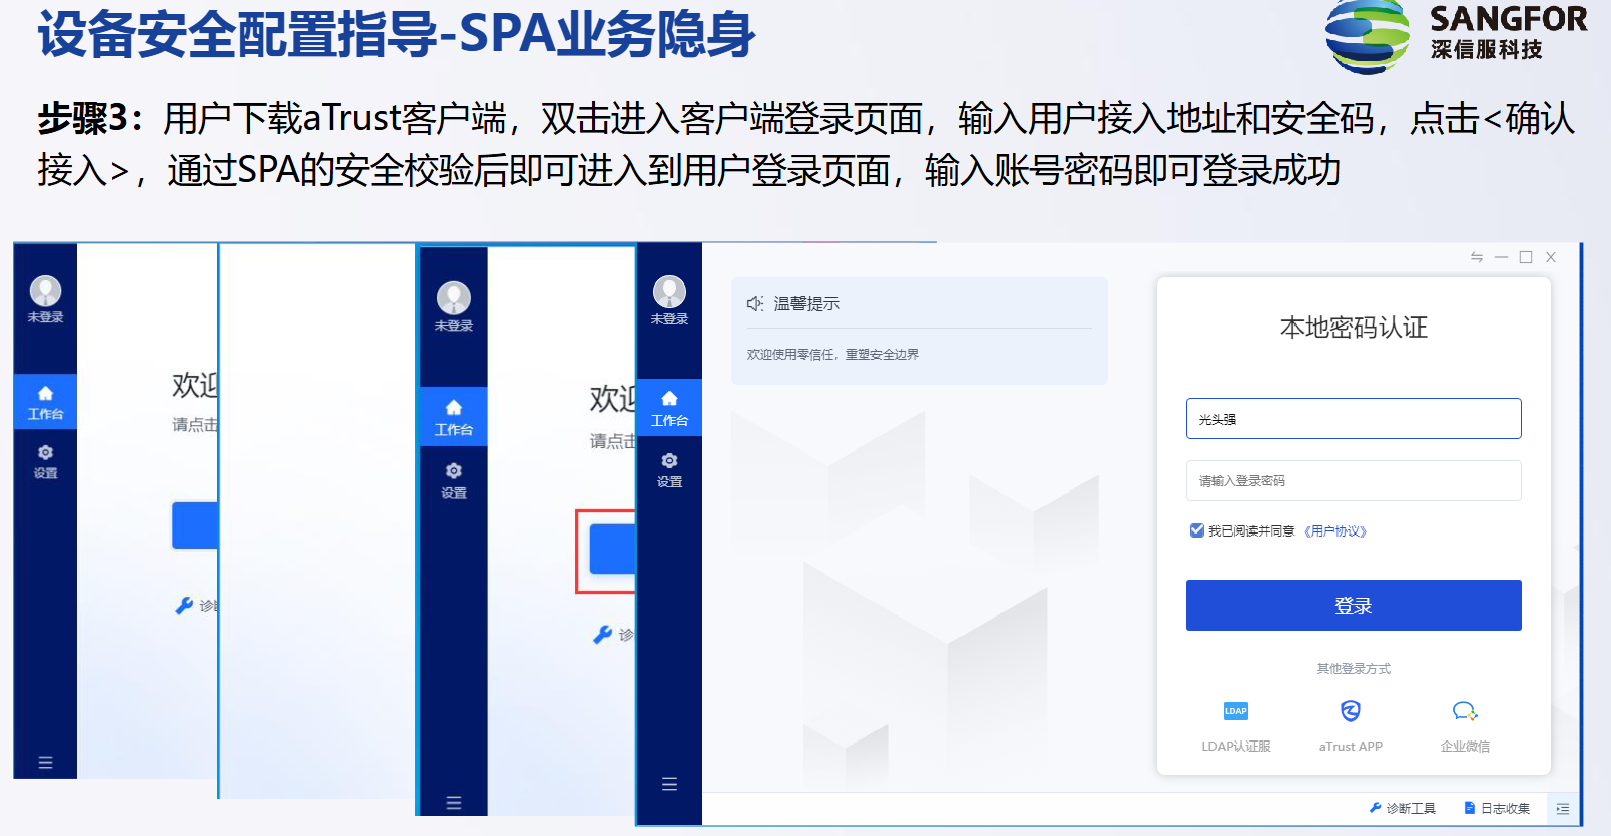 设备安全配置指导-SPA业务隐身
SANGFOR
深信服科技
步骤3：用户下载aTrust客户端，双击进入客户端登录页面，输入用户接入地址和安全码，点击<确认
接入>，通过SPA的安全校验后即可进入到用户登录页面，输入账号密码即可登录成功
未登录
工作台
设置
欢迎
请点击
诊断
未登录
工作台
设置
欢迎
请点击
诊
未登录
工作台
设置
温馨提示
欢迎使用零信任，重塑安全边界
本地密码认证
光头强
请输入登录密码
我已阅读并同意《用户协议》
登录
其他登录方式
LDAP
LDAP认证服
aTrust APP
企业微信
诊断工具
日志收集